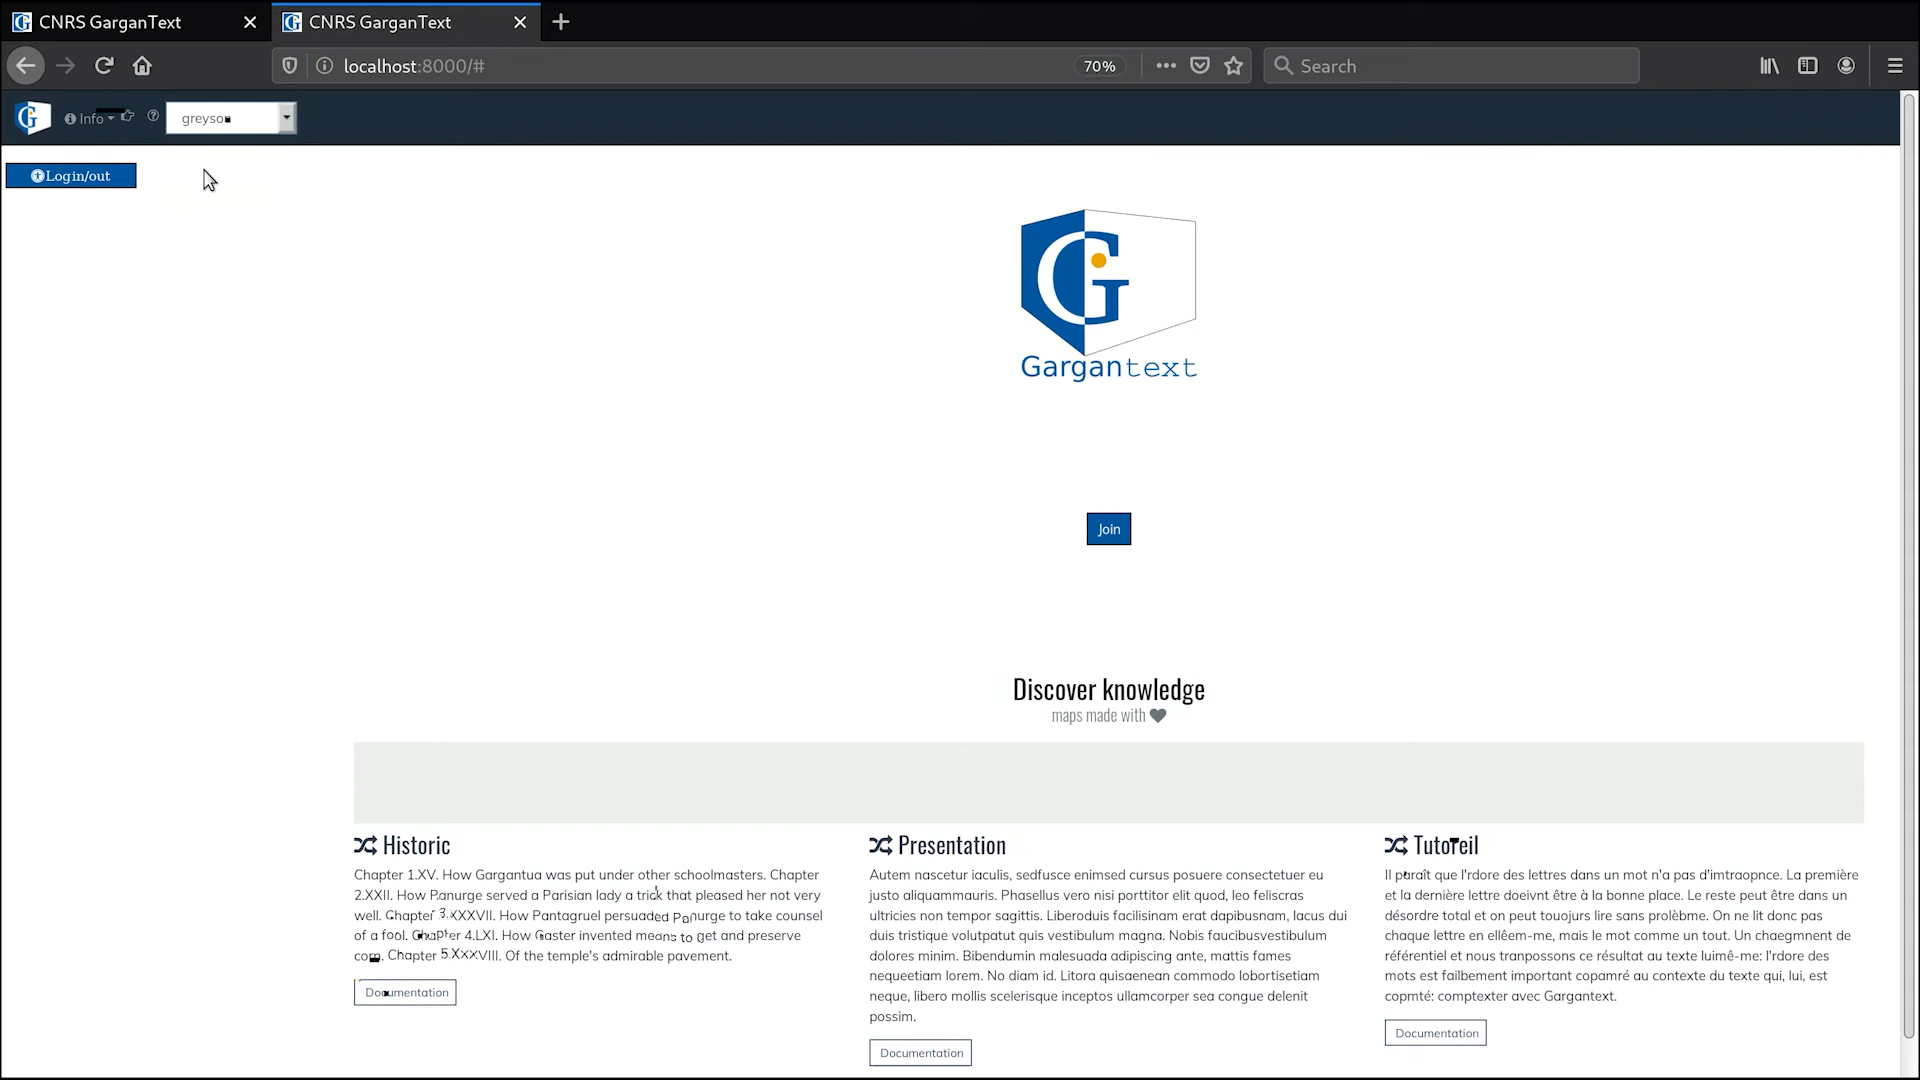 CNRS GarganText
CNRS GarganText
localhost:8000/#
70%
Search
Info
greyson
Login/out
G
Gargantext
Join
Discover knowledge
maps made with
Historic
Chapter 1.XV. How Gargantua was put under other schoolmasters. Chapter
2.XXII. How Panurge served a Parisian lady a trick that pleased her not very
well. Chapter 3.XXXVII. How Pantagruel persuaded Panurge to take counsel
of a fool. Chapter 4.LXI. How Gaster invented means to get and preserve
corn. Chapter 5.XXXVIII. Of the temple's admirable pavement.
Documentation
Presentation
Autem nascetur iaculis, sedfusce enimsed cursus posuere consectetuer eu
justo aliquammauris. Phasellus vero nisi porttitor elit quod, leo feliscras
ultricies non tempor sagittis. Liberoduis facilisinam erat dapibusnam, lacus dui
duis tristique volutpatut quis vestibulum magna. Nobis faucibusvestibulum
dolores minim. Bibendumin malesuada adipiscing ante, mattis fames
nequeetiam lorem. No diam id. Litora quisaenean commodo lobortisetiam
neque, libero mollis scelerisque inceptos ullamcorper sea congue delenit
possim.
Documentation
Tutoreil
Il paraît que l'rdore des lettres dans un mot n'a pas d'imtraopnce. La première
et la dernière lettre doeivnt être à la bonne place. Le reste peut être dans un
désordre total et on peut touojurs lire sans prolèbme. On ne lit donc pas
chaque lettre en ellêem-me, mais le mot comme un tout. Un chaegmnent de
référentiel et nous tranpossons ce résultat au texte luimê-me: l'rdore des
mots est failbement important copamré au contexte du texte qui, lui, est
copmté: comptexter avec Gargantext.
Documentation